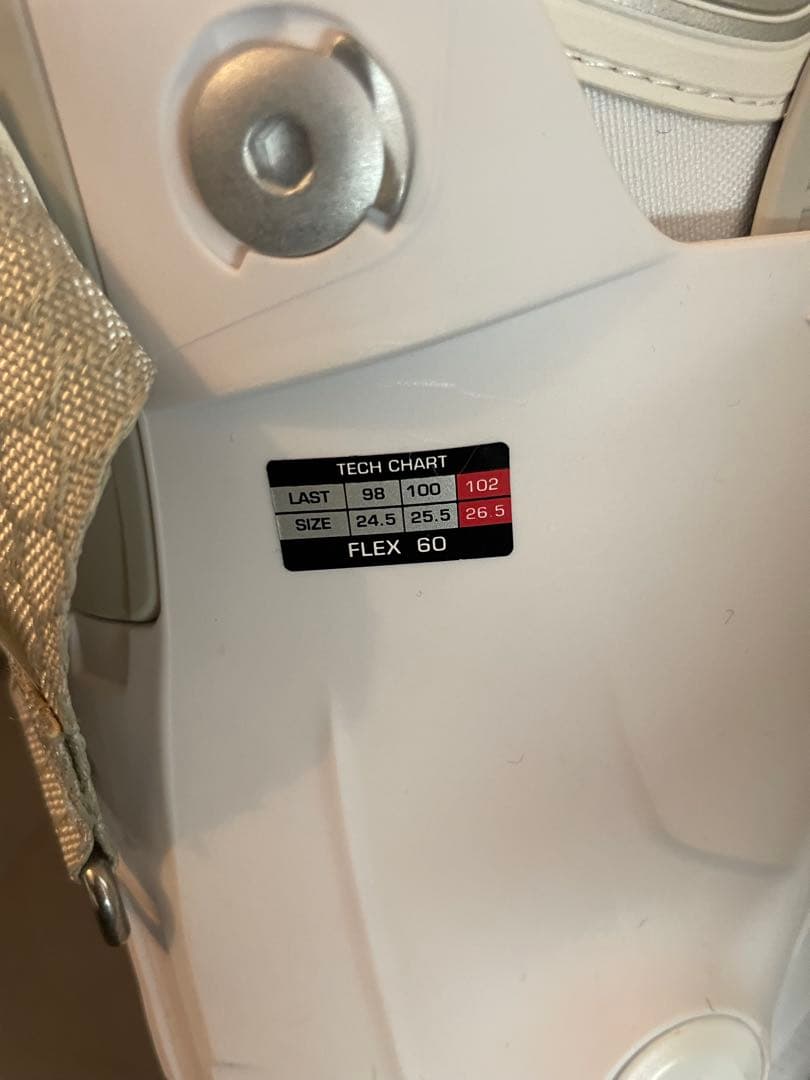 TECH CHART
LAST 98 100 102
SIZE 24.5 25.5 26.5
FLEX 60